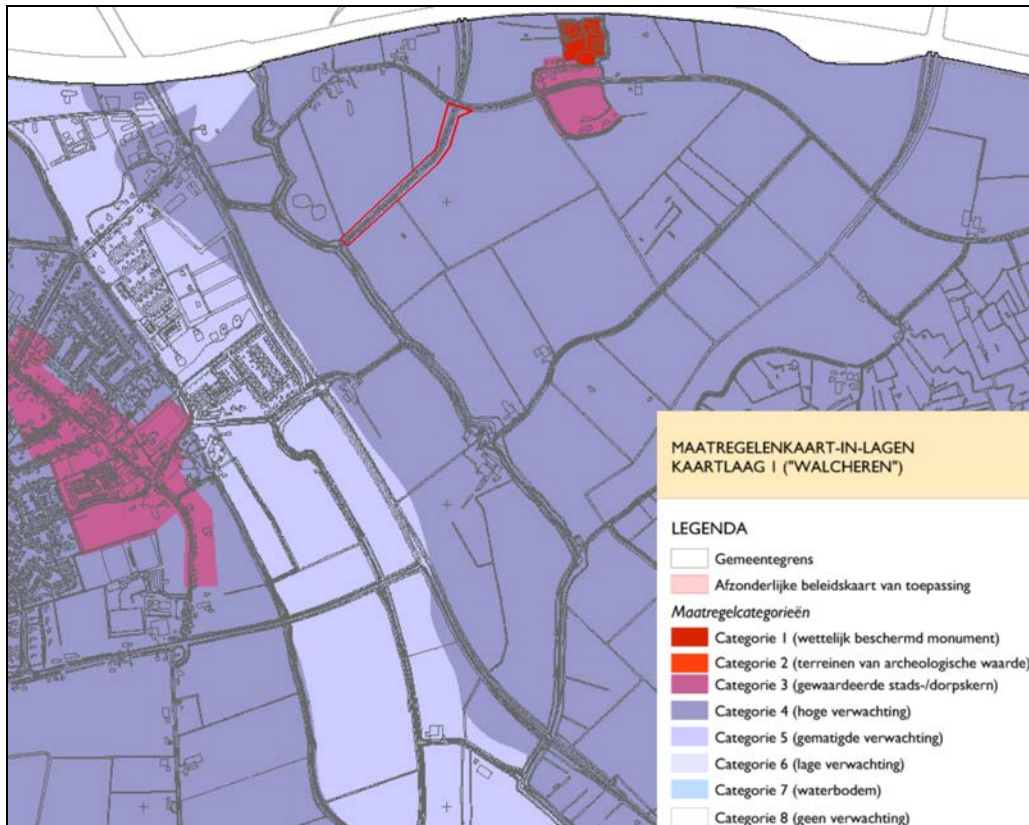 MAATREGELENKAART-IN-LAGEN
KAARTLAAG I ("WALCHEREN")
LEGENDA
Gemeentegrens
Afzonderlijke beleidskaart van toepassing
Maatregelcategorieën
Categorie 1 (wettelijk beschermd monument)
Categorie 2 (terreinen van archeologische waarde)
Categorie 3 (gewaardeerde stads-/dorpskern)
Categorie 4 (hoge verwachting)
Categorie 5 (gematigde verwachting)
Categorie 6 (lage verwachting)
Categorie 7 (waterbodem)
Categorie 8 (geen verwachting)